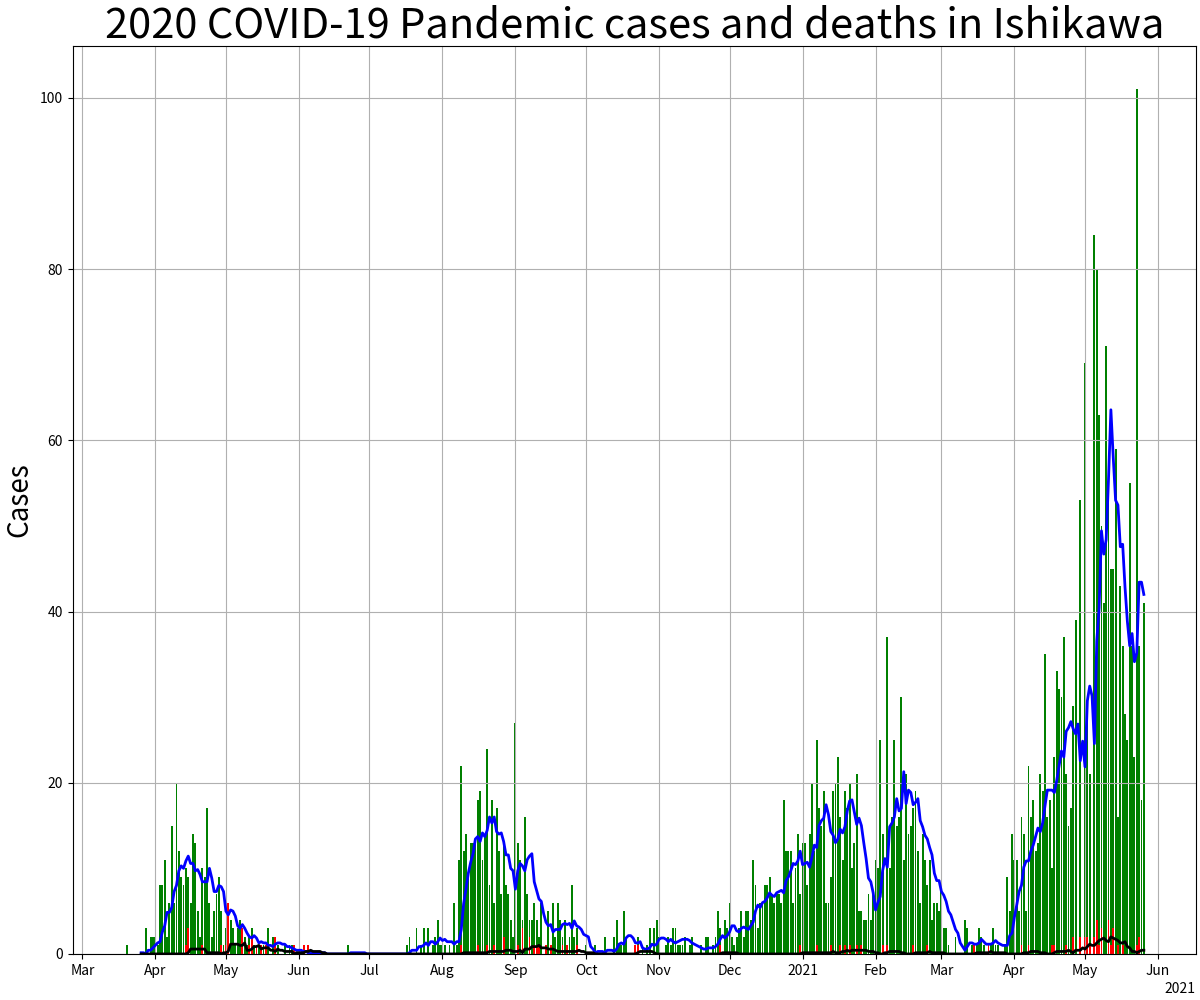 2020 COVID-19 Pandemic cases and deaths in Ishikawa
Cases
100
80
60
40
20
0
Mar Apr May Jun Jul Aug Sep Oct Nov Dec 2021 Feb Mar Apr May Jun
2021